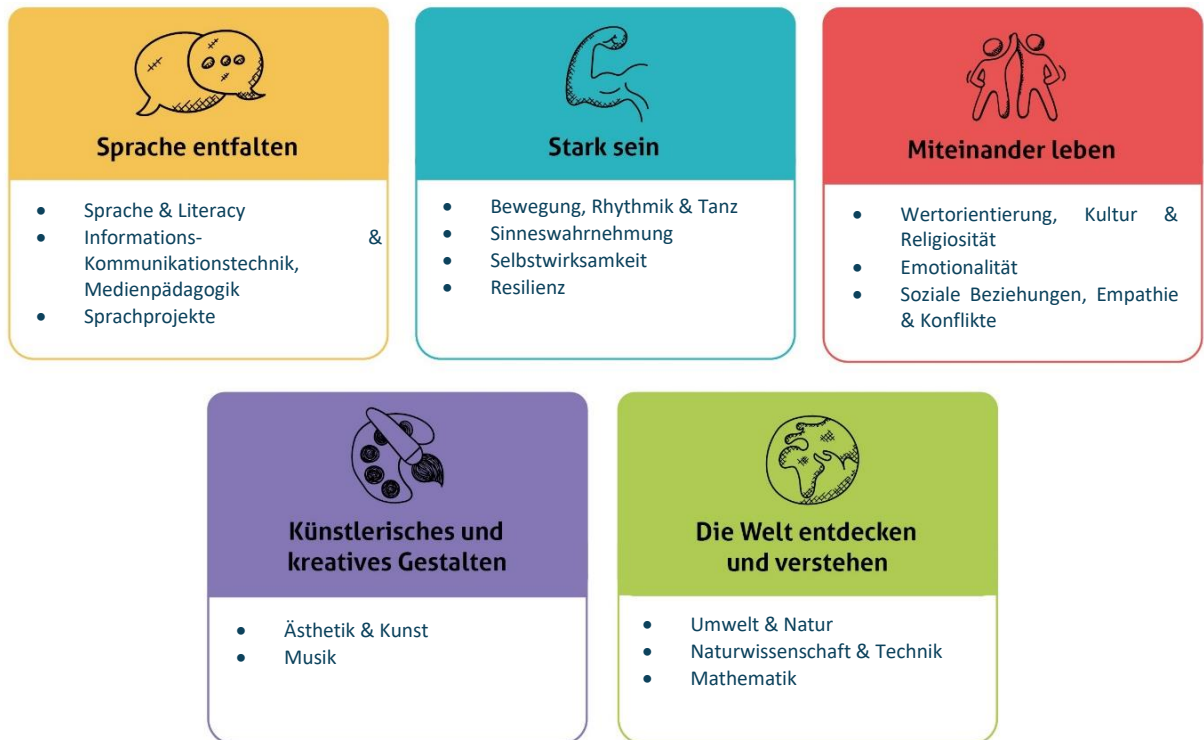 Sprache entfalten
• Sprache & Literacy
• Informations- &
Kommunikationstechnik,
Medienpädagogik
• Sprachprojekte
Stark sein
• Bewegung, Rhythmik & Tanz
• Sinneswahrnehmung
• Selbstwirksamkeit
• Resilienz
Miteinander leben
• Wertorientierung, Kultur &
Religiosität
• Emotionalität
• Soziale Beziehungen, Empathie
& Konflikte
Künstlerisches und
kreatives Gestalten
• Ästhetik & Kunst
• Musik
Die Welt entdecken
und verstehen
• Umwelt & Natur
• Naturwissenschaft & Technik
• Mathematik